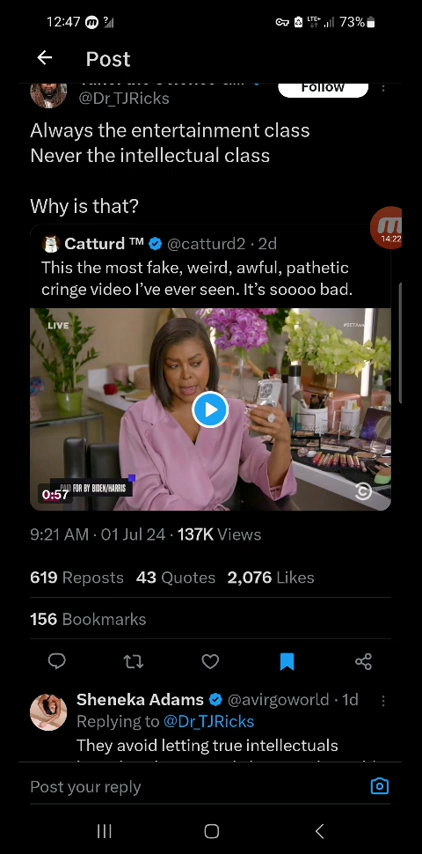 12:47
LTE+
73%
Post
@Dr_TJRicks
Follow
Always the entertainment class
Never the intellectual class
Why is that?
14:22
Catturd ™ @catturd2 · 2d
This the most fake, weird, awful, pathetic
cringe video I've ever seen. It's soooo bad.
LIVE
FOR BY BIDEN/HARRIS
0:57
9:21 AM · 01 Jul 24 · 137K Views
619 Reposts 43 Quotes 2,076 Likes
156 Bookmarks
Sheneka Adams @avirgoworld · 1d
Replying to @Dr_TJRicks
They avoid letting true intellectuals
Post your reply